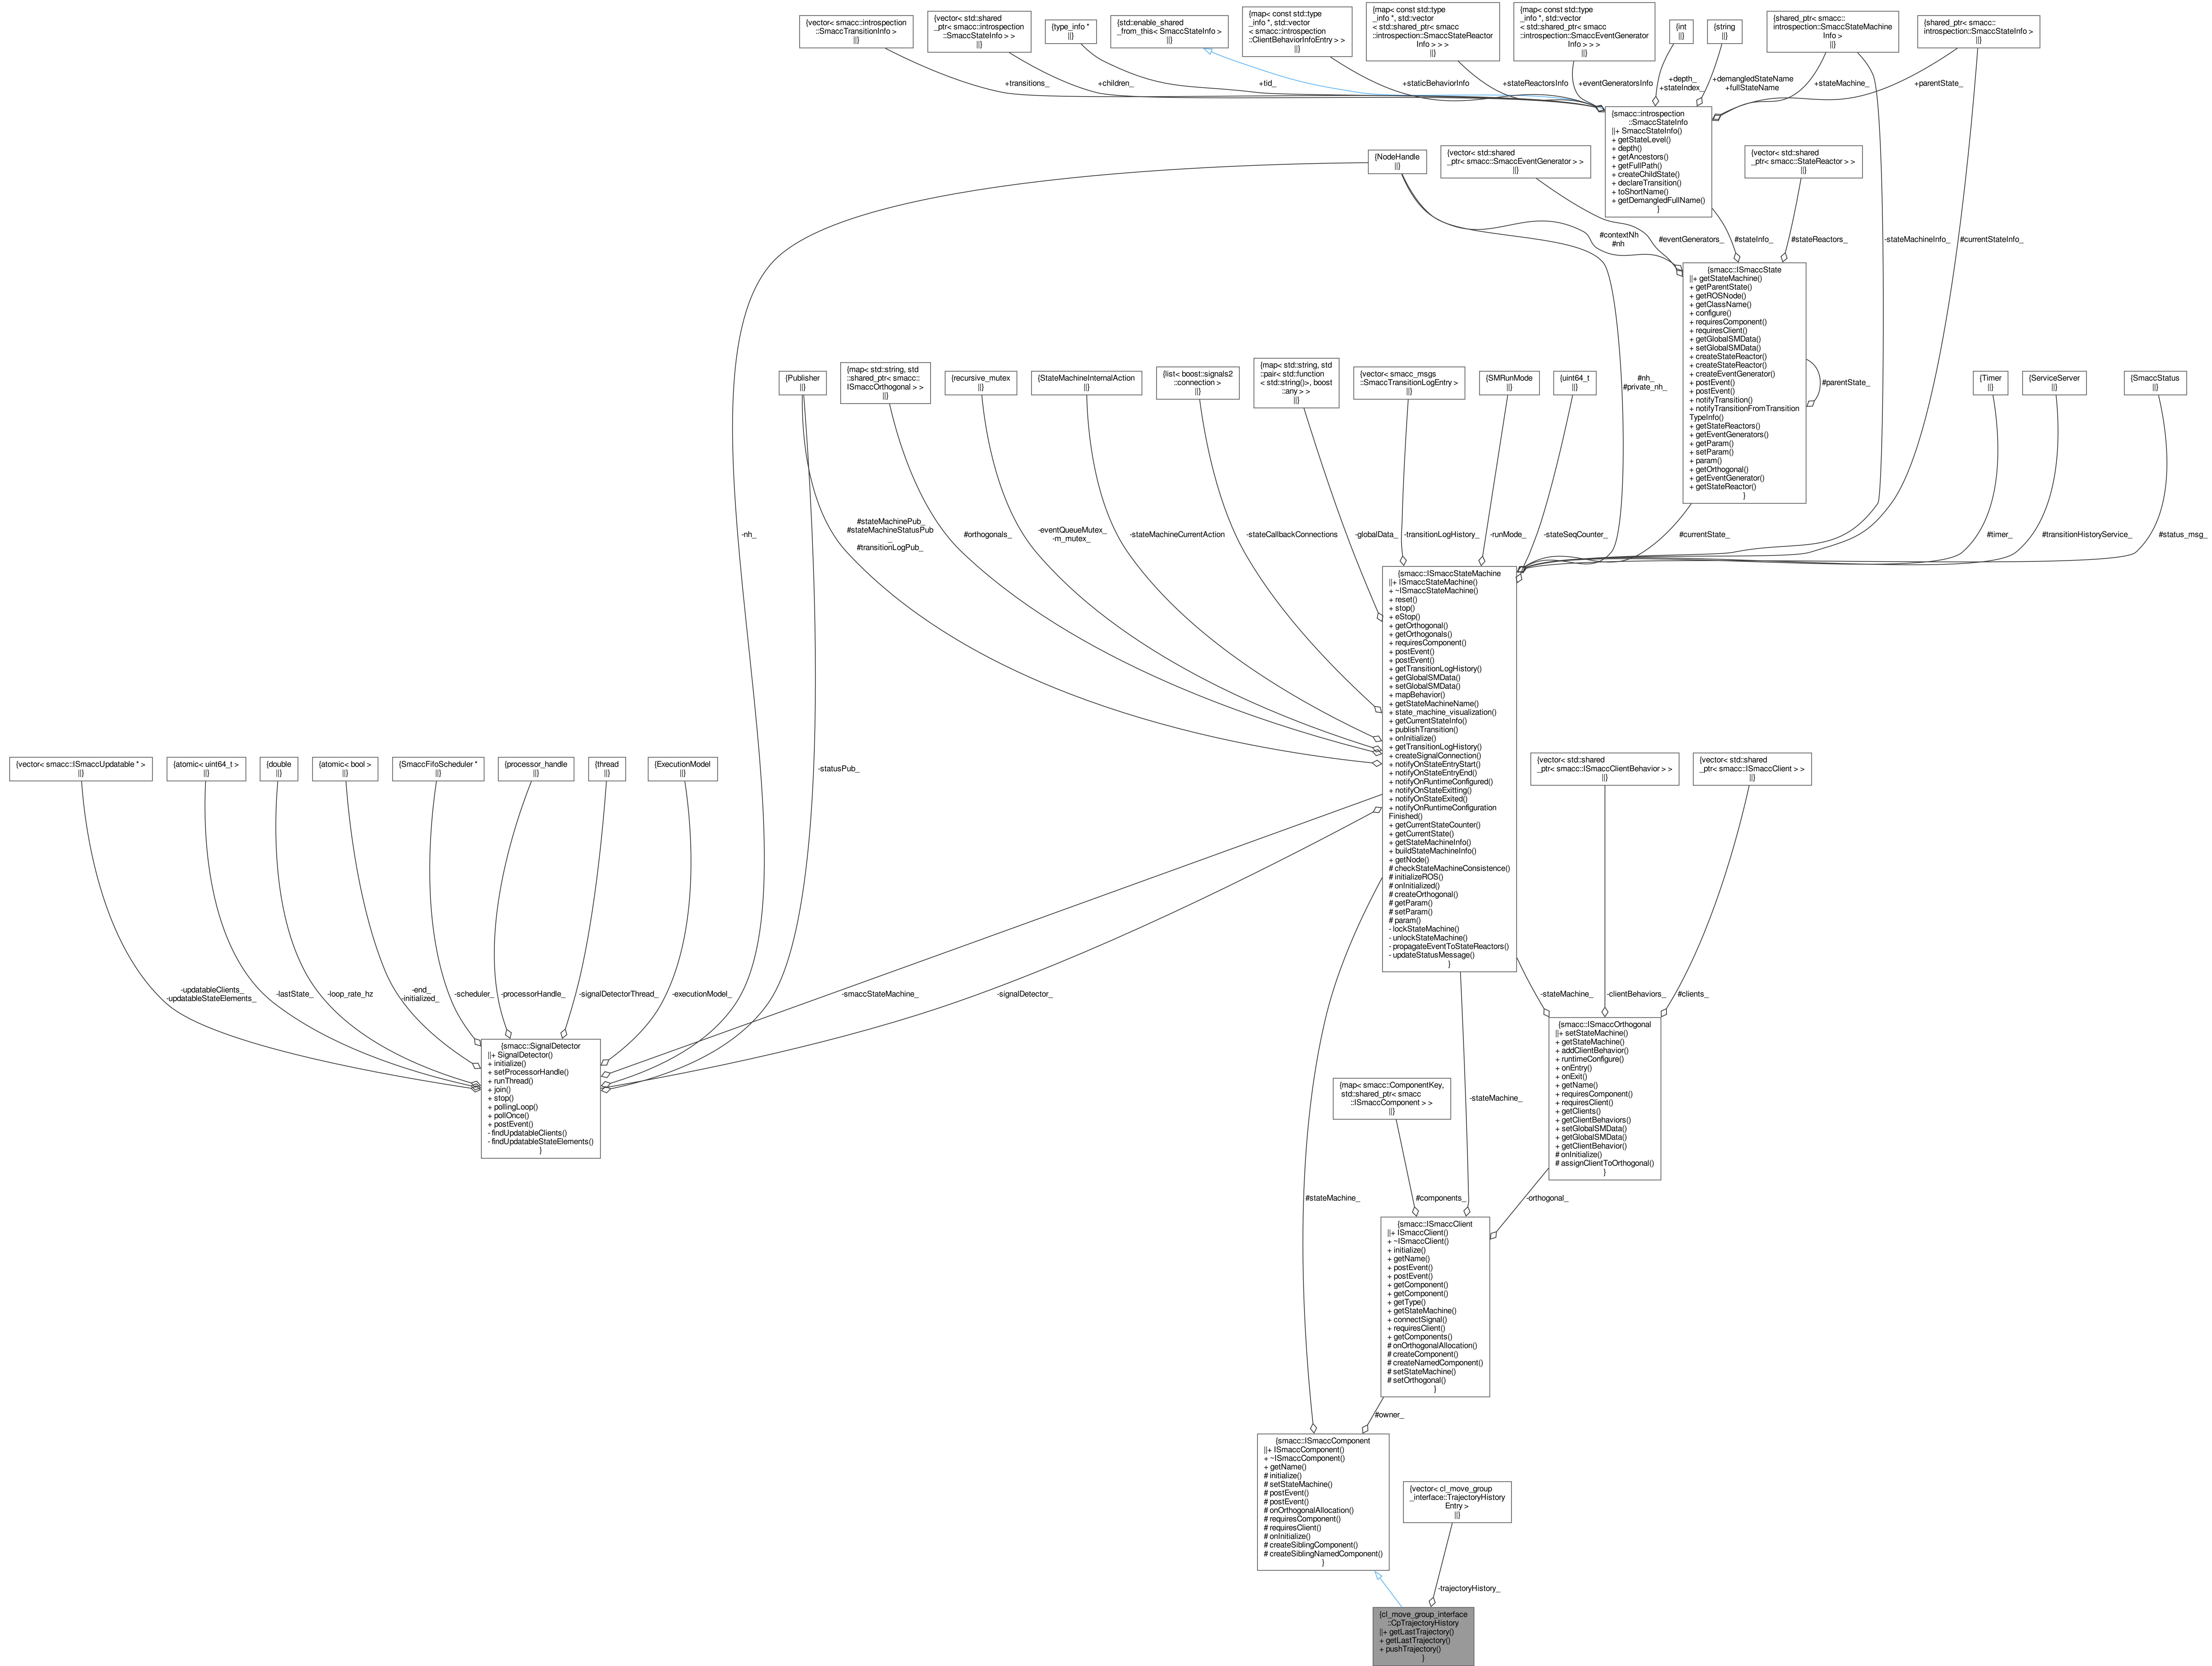 {vector< smacc::introspection
::SmaccTransitionInfo >
||}
{vector< std::shared
_ptr< smacc::introspection
::SmaccStateInfo > >
||}
{type_info *
||}
{std::enable_shared
_from_this< SmaccStateInfo >
||}
{map< const std::type
_info *, std::vector
< smacc::introspection
::ClientBehaviorInfoEntry > >
||}
{map< const std::type
_info *, std::vector
< std::shared_ptr< smacc
::introspection::SmaccStateReactor
Info > > >
||}
{map< const std::type
_info *, std::vector
< std::shared_ptr< smacc
::introspection::SmaccEventGenerator
Info > > >
||}
{int
||}
{string
||}
{shared_ptr< smacc::
introspection::SmaccStateMachine
Info >
||}
{shared_ptr< smacc::
introspection::SmaccStateInfo >
||}
+transitions_
+children_
+tid_
+staticBehaviorInfo
+stateReactorsInfo
+eventGeneratorsInfo
+depth_
+stateIndex_
+demangledStateName
+fullStateName
+stateMachine_
+parentState_
{smacc::introspection
::SmaccStateInfo
||+ SmaccStateInfo()
+ getStateLevel()
+ depth()
+ getAncestors()
+ getFullPath()
+ createChildState()
+ declareTransition()
+ toShortName()
+ getDemangledFullName()
}
{NodeHandle
||}
{vector< std::shared
_ptr< smacc::SmaccEventGenerator > >
||}
{vector< std::shared
_ptr< smacc::StateReactor > >
||}
#contextNh
#nh
#eventGenerators_
#stateInfo_
#stateReactors_
-stateMachineInfo_
#currentStateInfo_
{smacc::ISmaccState
||+ getStateMachine()
+ getParentState()
+ getROSNode()
+ getClassName()
+ configure()
+ requiresComponent()
+ requiresClient()
+ getGlobalSMData()
+ setGlobalSMData()
+ createStateReactor()
+ createStateReactor()
+ createEventGenerator()
+ postEvent()
+ postEvent()
+ notifyTransition()
+ notifyTransitionFromTransition
TypeInfo()
+ getStateReactors()
+ getEventGenerators()
+ getParam()
+ setParam()
+ param()
+ getOrthogonal()
+ getEventGenerator()
+ getStateReactor()
}
#parentState_
{Publisher
||}
{map< std::string, std
::shared_ptr< smacc::
ISmaccOrthogonal > >
||}
{recursive_mutex
||}
{StateMachineInternalAction
||}
{list< boost::signals2
::connection >
||}
{map< std::string, std
::pair< std::function
< std::string()>, boost
::any > >
||}
{vector< smacc_msgs
::SmaccTransitionLogEntry >
||}
{SMRunMode
||}
{uint64_t
||}
#nh_
#private_nh_
{Timer
||}
{ServiceServer
||}
{SmaccStatus
||}
-nh_
#stateMachinePub_
#stateMachineStatusPub
_
#transitionLogPub_
#orthogonals_
-eventQueueMutex_
-m_mutex_
-stateMachineCurrentAction
-stateCallbackConnections
-globalData_
-transitionLogHistory_
-runMode_
-stateSeqCounter_
#currentState_
#timer_
#transitionHistoryService_
#status_msg_
{smacc::ISmaccStateMachine
||+ ISmaccStateMachine()
+ ~ISmaccStateMachine()
+ reset()
+ stop()
+ eStop()
+ getOrthogonal()
+ getOrthogonals()
+ requiresComponent()
+ postEvent()
+ postEvent()
+ getTransitionLogHistory()
+ getGlobalSMData()
+ setGlobalSMData()
+ mapBehavior()
+ getStateMachineName()
+ state_machine_visualization()
+ getCurrentStateInfo()
+ publishTransition()
+ onInitialize()
+ getTransitionLogHistory()
+ createSignalConnection()
+ notifyOnStateEntryStart()
+ notifyOnStateEntryEnd()
+ notifyOnRuntimeConfigured()
+ notifyOnStateExitting()
+ notifyOnStateExited()
+ notifyOnRuntimeConfiguration
Finished()
+ getCurrentStateCounter()
+ getCurrentState()
+ getStateMachineInfo()
+ buildStateMachineInfo()
+ getNode()
# checkStateMachineConsistence()
# initializeROS()
# onInitialized()
# createOrthogonal()
# getParam()
# setParam()
# param()
- lockStateMachine()
- unlockStateMachine()
- propagateEventToStateReactors()
- updateStatusMessage()
}
{vector< smacc::ISmaccUpdatable * >
||}
{atomic< uint64_t >
||}
{double
||}
{atomic< bool >
||}
{SmaccFifoScheduler *
||}
{processor_handle
||}
{thread
||}
{ExecutionModel
||}
-statusPub_
{vector< std::shared
_ptr< smacc::ISmaccClientBehavior > >
||}
{vector< std::shared
_ptr< smacc::ISmaccClient > >
||}
-updatableClients_
-updatableStateElements_
-lastState_
-loop_rate_hz
-end_
-initialized_
-scheduler_
-processorHandle_
-signalDetectorThread_
-executionModel_
-smaccStateMachine_
-signalDetector_
-stateMachine_
-clientBehaviors_
#clients_
{smacc::SignalDetector
||+ SignalDetector()
+ initialize()
+ setProcessorHandle()
+ runThread()
+ join()
+ stop()
+ pollingLoop()
+ pollOnce()
+ postEvent()
- findUpdatableClients()
- findUpdatableStateElements()
}
{smacc::ISmaccOrthogonal
||+ setStateMachine()
+ getStateMachine()
+ addClientBehavior()
+ runtimeConfigure()
+ onEntry()
+ onExit()
+ getName()
+ requiresComponent()
+ requiresClient()
+ getClients()
+ getClientBehaviors()
+ setGlobalSMData()
+ getGlobalSMData()
+ getClientBehavior()
# onInitialize()
# assignClientToOrthogonal()
}
{map< smacc::ComponentKey,
std::shared_ptr< smacc
::ISmaccComponent > >
||}
-stateMachine_
#stateMachine_
#components_
-orthogonal_
{smacc::ISmaccClient
||+ ISmaccClient()
+ ~ISmaccClient()
+ initialize()
+ getName()
+ postEvent()
+ postEvent()
+ getComponent()
+ getComponent()
+ getType()
+ getStateMachine()
+ connectSignal()
+ requiresClient()
+ getComponents()
# onOrthogonalAllocation()
# createComponent()
# createNamedComponent()
# setStateMachine()
# setOrthogonal()
}
#owner_
{smacc::ISmaccComponent
||+ ISmaccComponent()
+ ~ISmaccComponent()
+ getName()
# initialize()
# setStateMachine()
# postEvent()
# postEvent()
# onOrthogonalAllocation()
# requiresComponent()
# requiresClient()
# onInitialize()
# createSiblingComponent()
# createSiblingNamedComponent()
}
{vector< cl_move_group
_interface::TrajectoryHistory
Entry >
||}
-trajectoryHistory_
{cl_move_group_interface
::CpTrajectoryHistory
||+ getLastTrajectory()
+ getLastTrajectory()
+ pushTrajectory()
}